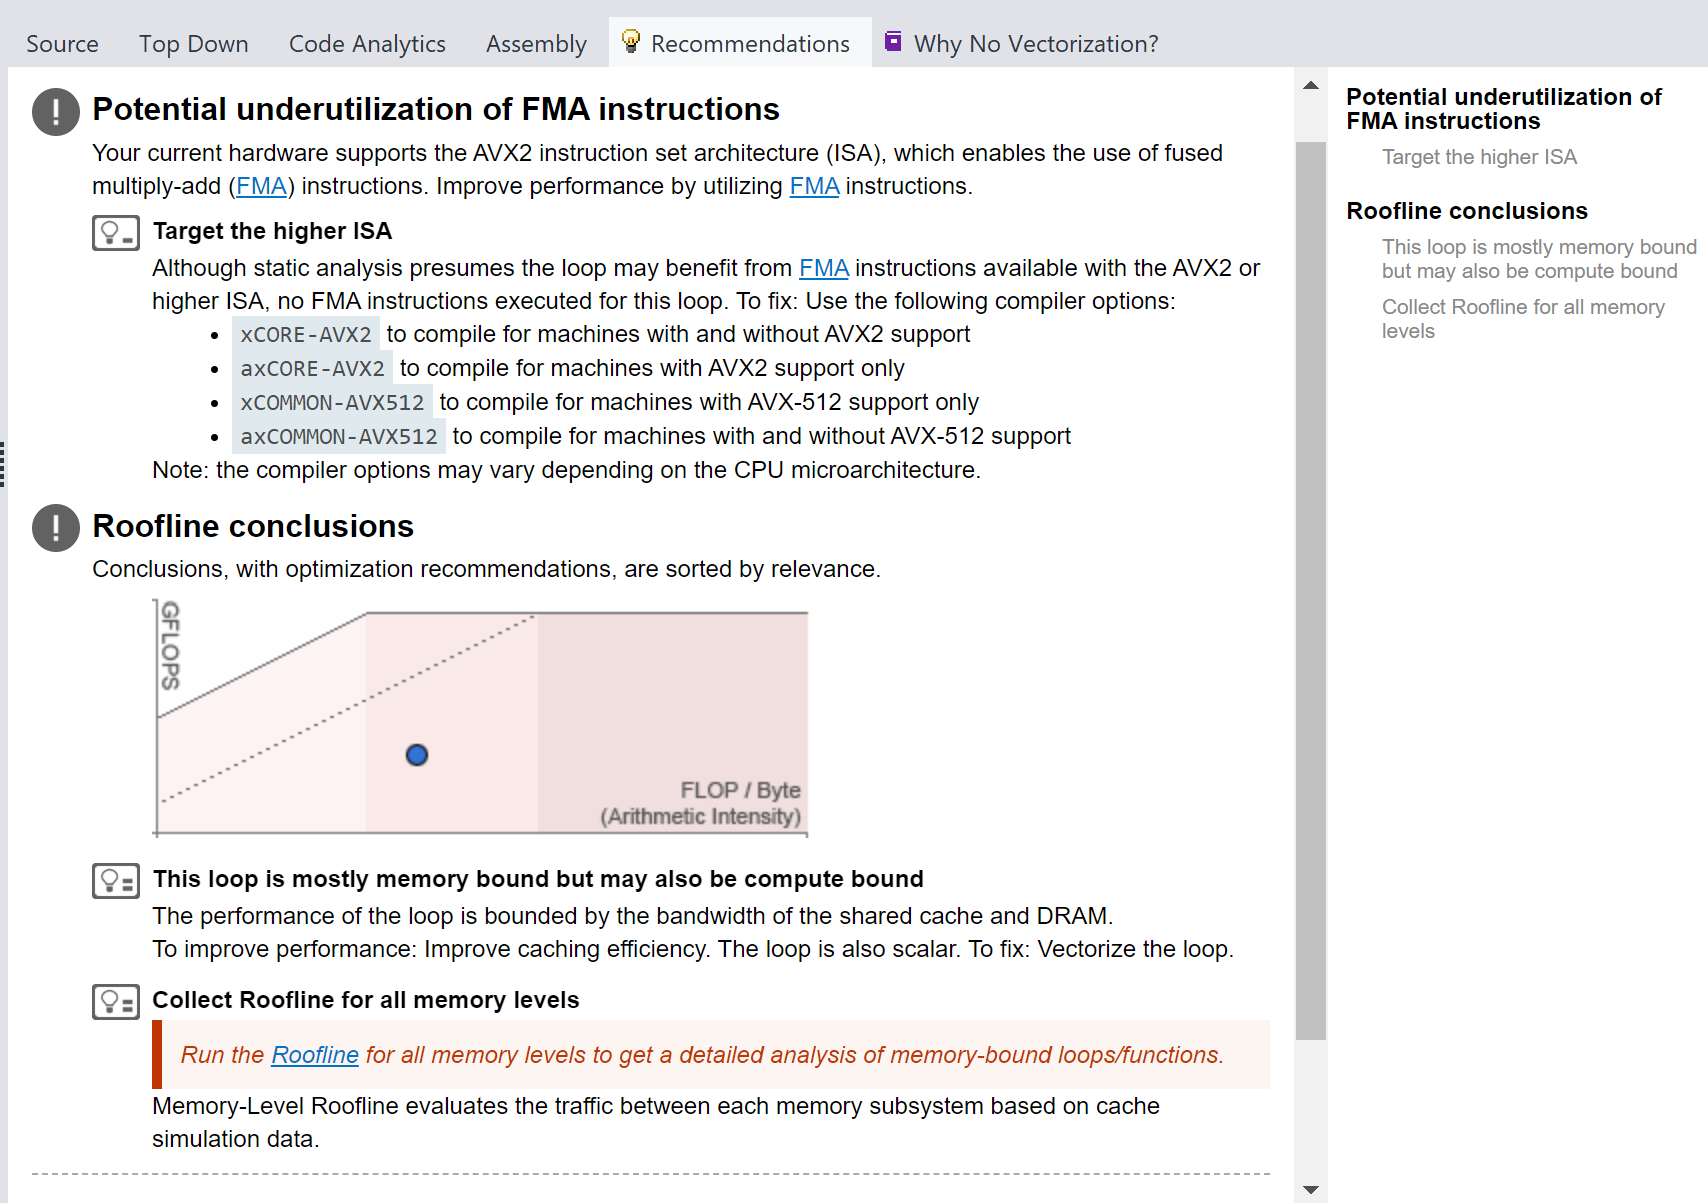 Source Top Down Code Analytics Assembly Recommendations Why No Vectorization?
Potential underutilization of FMA instructions
Your current hardware supports the AVX2 instruction set architecture (ISA), which enables the use of fused
multiply-add (FMA) instructions. Improve performance by utilizing FMA instructions.
Target the higher ISA
Although static analysis presumes the loop may benefit from FMA instructions available with the AVX2 or
higher ISA, no FMA instructions executed for this loop. To fix: Use the following compiler options:
• xCORE-AVX2 to compile for machines with and without AVX2 support
• axCORE-AVX2 to compile for machines with AVX2 support only
• xCOMMON-AVX512 to compile for machines with AVX-512 support only
• axCOMMON-AVX512 to compile for machines with and without AVX-512 support
Note: the compiler options may vary depending on the CPU microarchitecture.
Roofline conclusions
Conclusions, with optimization recommendations, are sorted by relevance.
GFLOPS
FLOP / Byte
(Arithmetic Intensity)
This loop is mostly memory bound but may also be compute bound
The performance of the loop is bounded by the bandwidth of the shared cache and DRAM.
To improve performance: Improve caching efficiency. The loop is also scalar. To fix: Vectorize the loop.
Collect Roofline for all memory levels
Run the Roofline for all memory levels to get a detailed analysis of memory-bound loops/functions.
Memory-Level Roofline evaluates the traffic between each memory subsystem based on cache
simulation data.
Potential underutilization of
FMA instructions
Target the higher ISA
Roofline conclusions
This loop is mostly memory bound
but may also be compute bound
Collect Roofline for all memory
levels